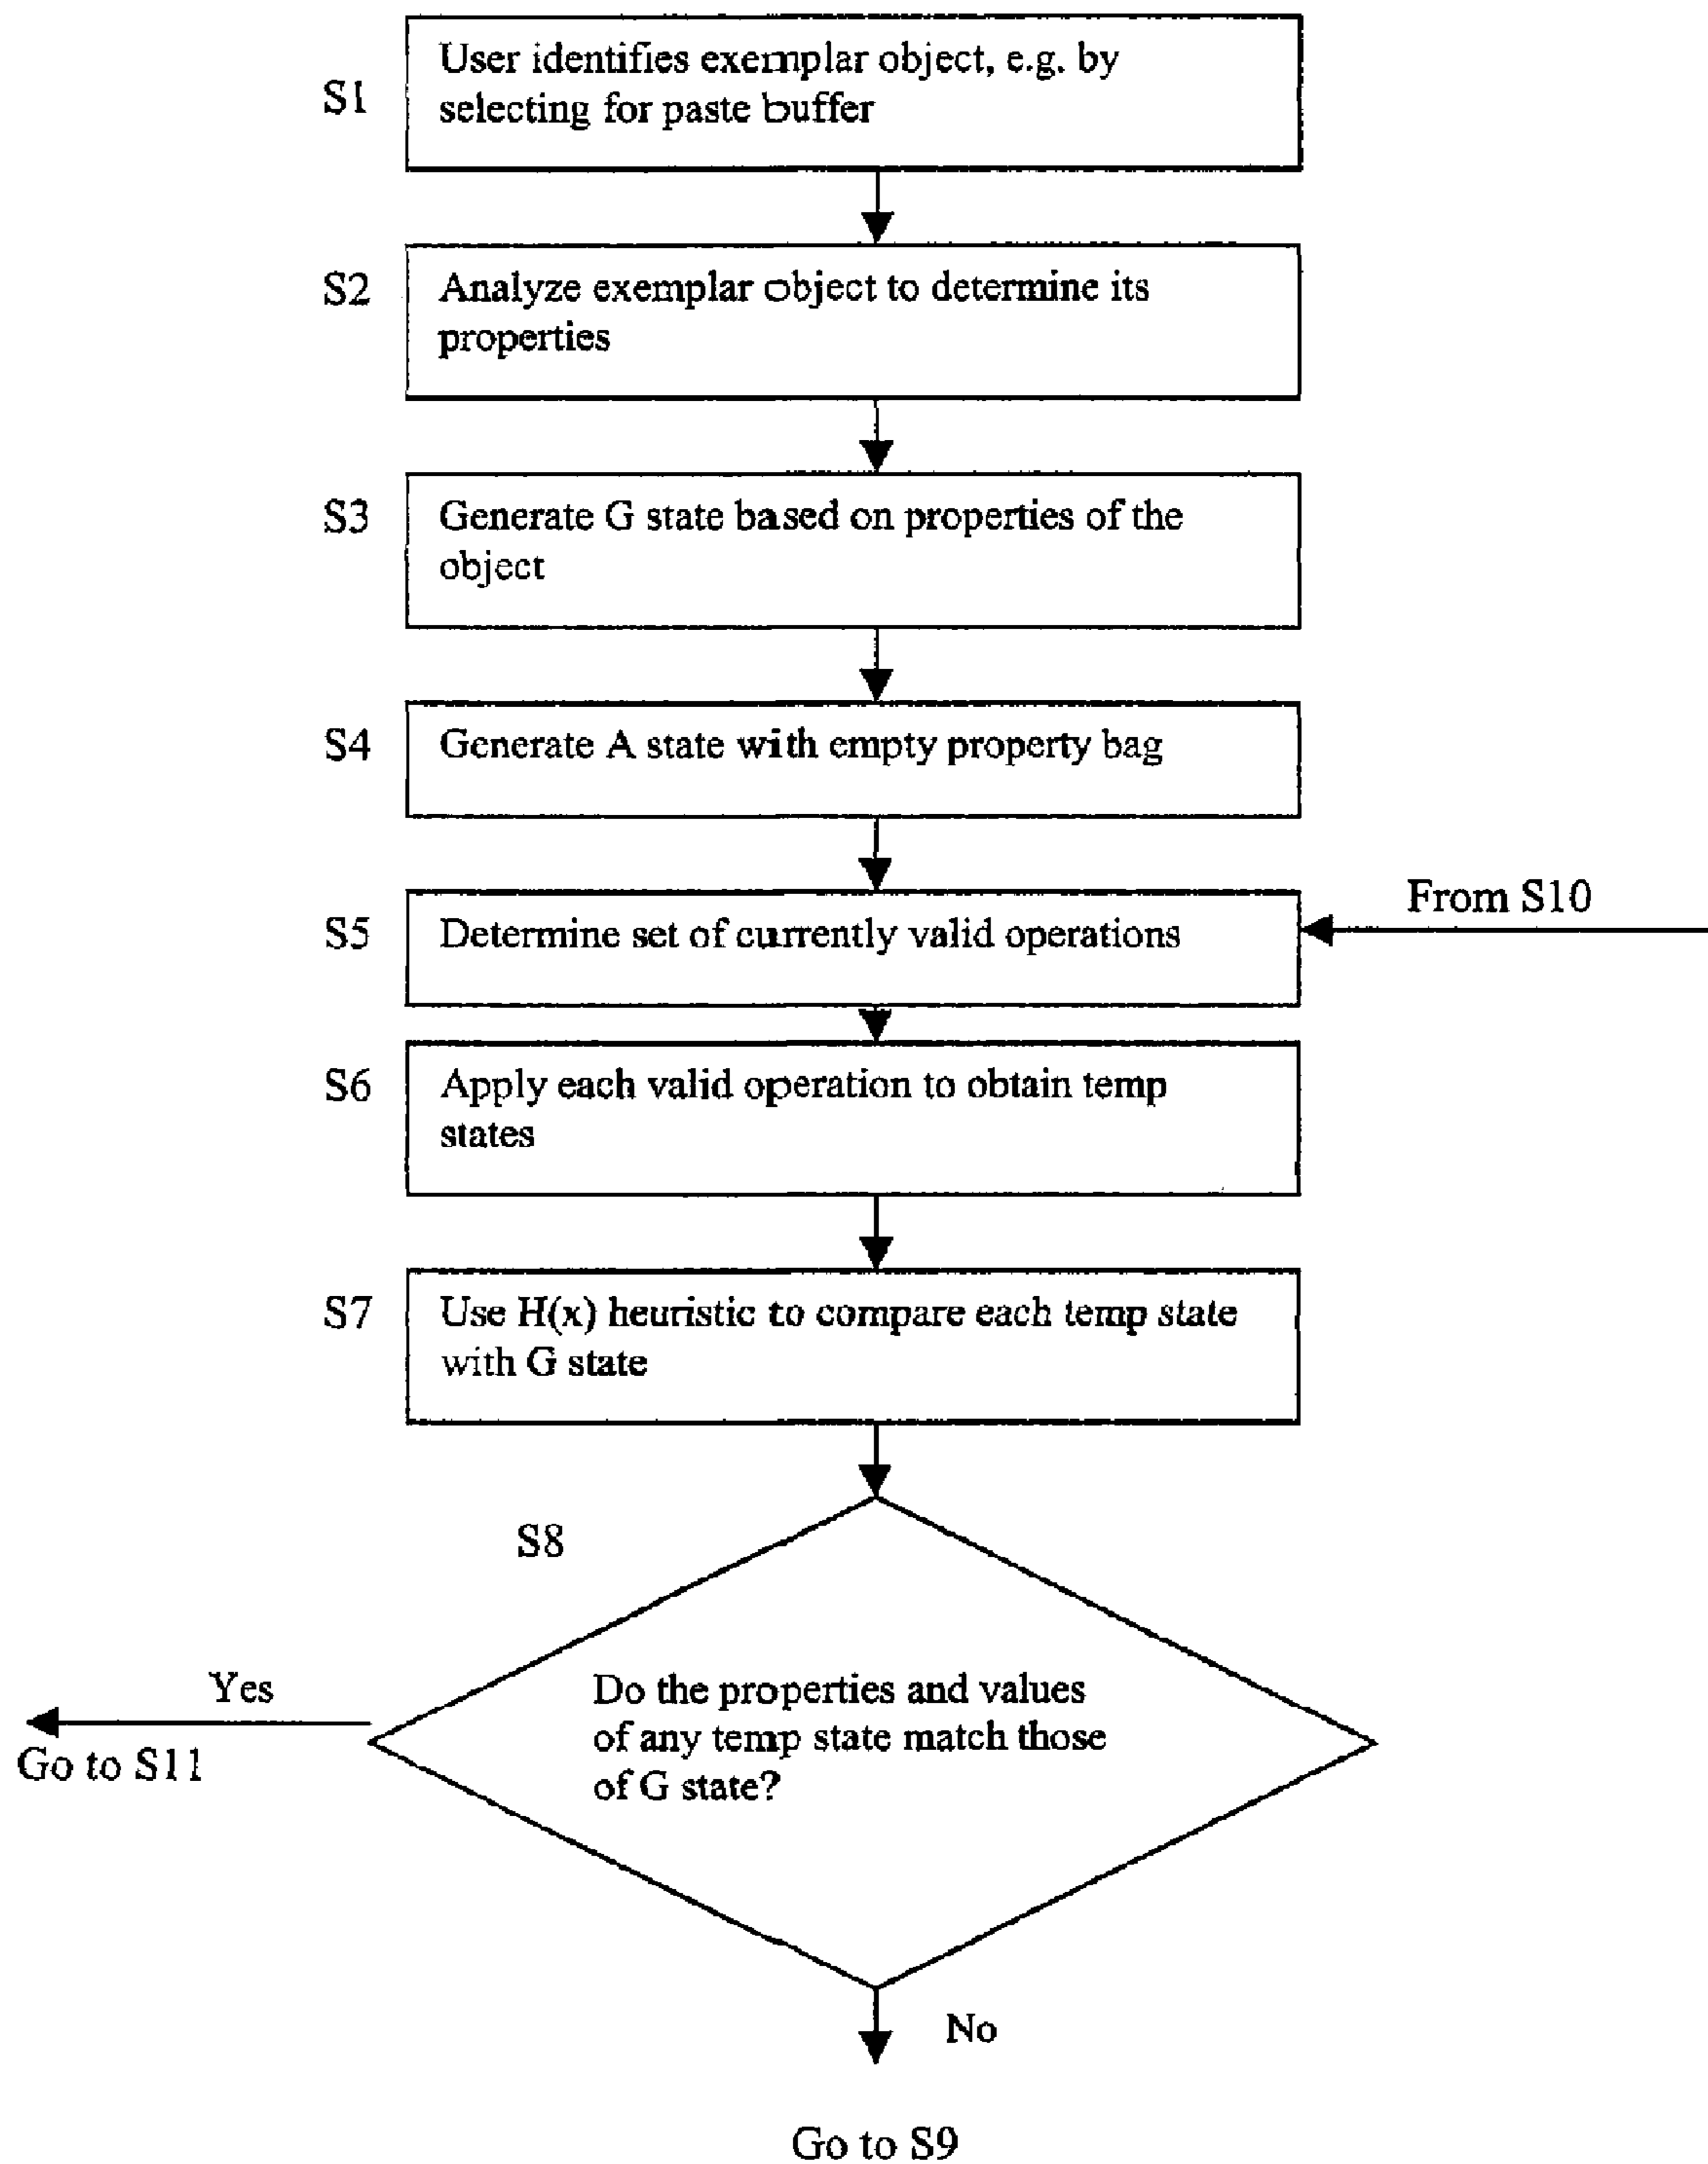 S1
User identifies exemplar object, e.g. by
selecting for paste buffer
S2
Analyze exemplar object to determine its
properties
S3
Generate G state based on properties of the
object
S4
Generate A state with empty property bag
From S10
S5
Determine set of currently valid operations
S6
Apply each valid operation to obtain temp
states
S7
Use H(x) heuristic to compare each temp state
with G state
S8
Do the properties and values
of any temp state match those
of G state?
Yes
Go to S11
No
Go to S9